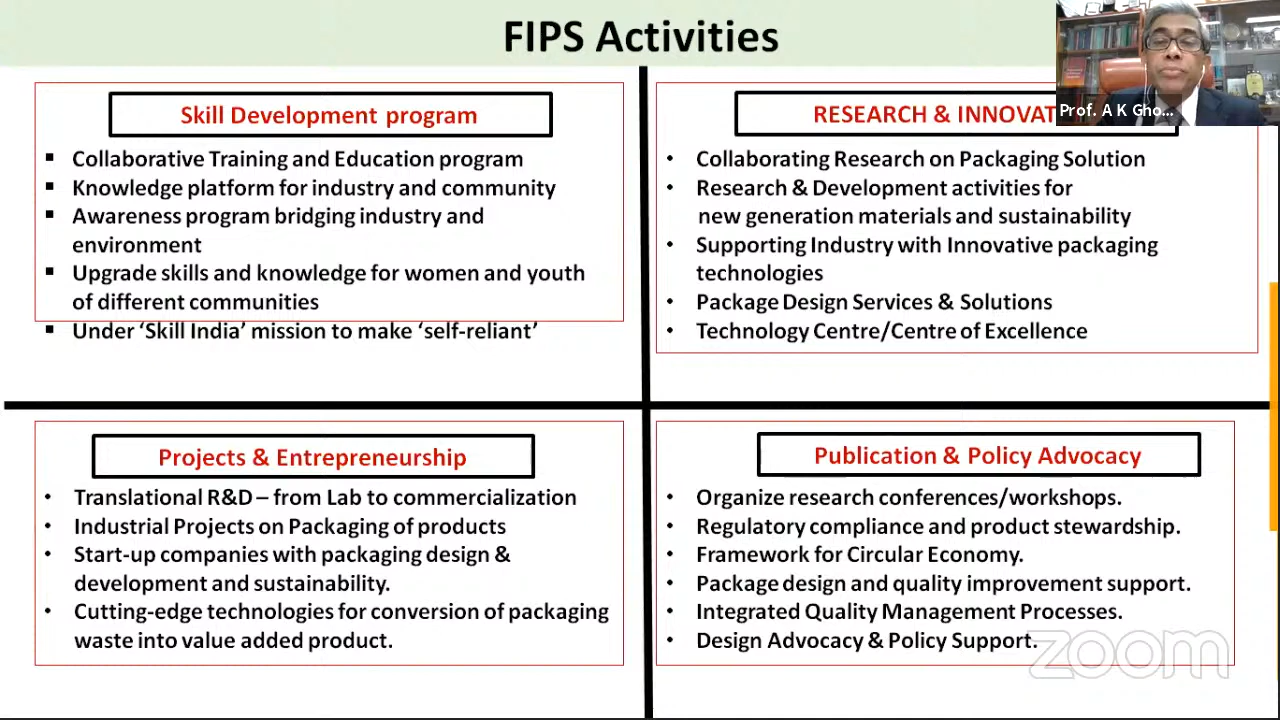 FIPS Activities
Skill Development program
▪ Collaborative Training and Education program
▪ Knowledge platform for industry and community
▪ Awareness program bridging industry and
environment
▪ Upgrade skills and knowledge for women and youth
of different communities
▪ Under ‘Skill India’ mission to make ‘self-reliant’
RESEARCH & INNOVAT
Prof. A K Gho...
• Collaborating Research on Packaging Solution
• Research & Development activities for
new generation materials and sustainability
• Supporting Industry with Innovative packaging
technologies
• Package Design Services & Solutions
• Technology Centre/Centre of Excellence
Projects & Entrepreneurship
• Translational R&D – from Lab to commercialization
• Industrial Projects on Packaging of products
• Start-up companies with packaging design &
development and sustainability.
• Cutting-edge technologies for conversion of packaging
waste into value added product.
Publication & Policy Advocacy
• Organize research conferences/workshops.
• Regulatory compliance and product stewardship.
• Framework for Circular Economy.
• Package design and quality improvement support.
• Integrated Quality Management Processes.
• Design Advocacy & Policy Support.
zoom